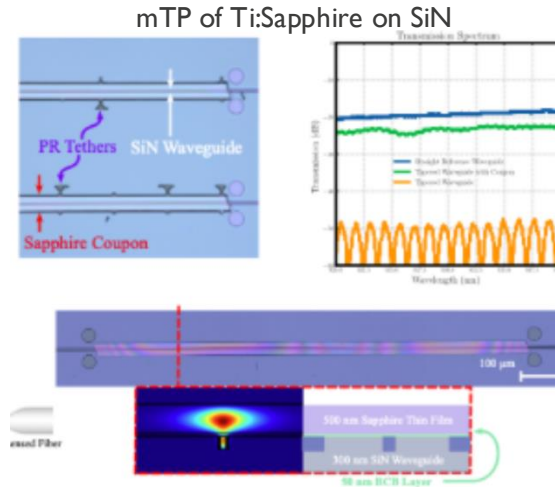 mTP of Ti:Sapphire on SiN
PR Tethers
SiN Waveguide
Sapphire Coupon
Transmission Spectrum
Transmission [dB]
Straight Reference Waveguide
Tapered Waveguide with Coupon
Tapered Waveguide
Wavelength [nm]
100 μm
500 nm Sapphire Thin Film
300 nm SiN Waveguide
50 nm BCB Layer
ensed Fiber